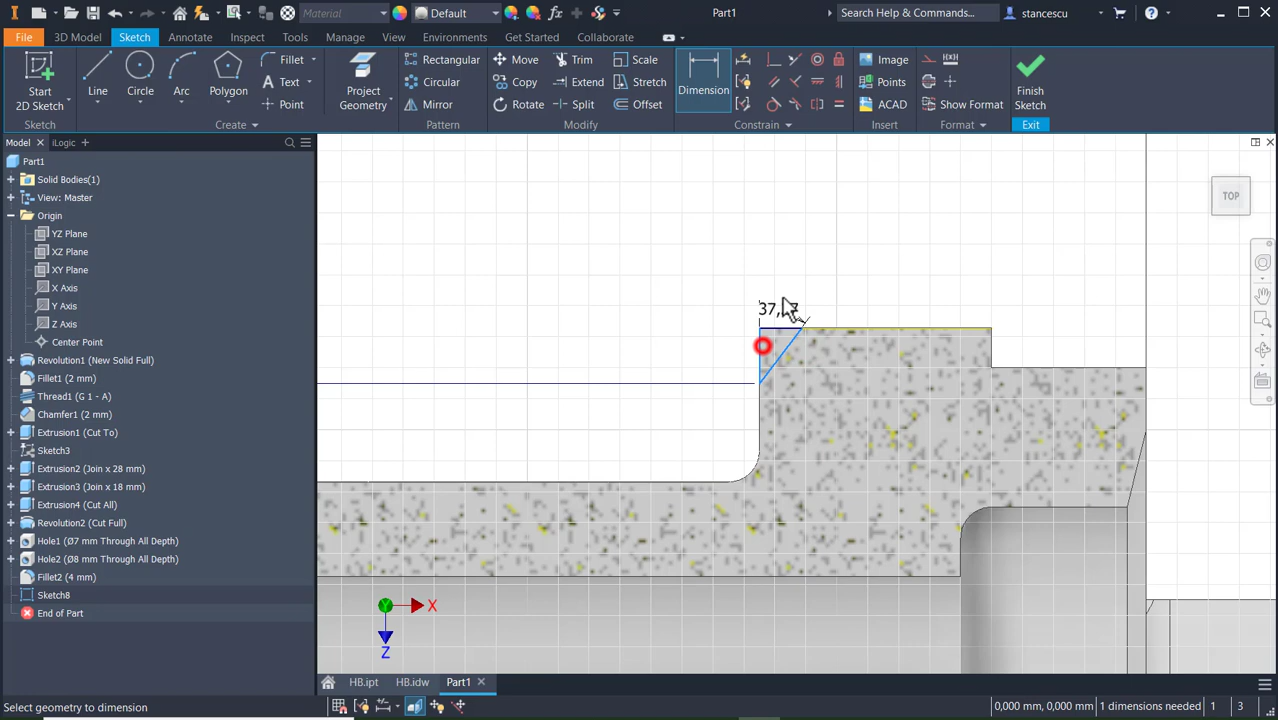 Material
Default
Part1
Search Help & Commands...
stancescu
File
3D Model
Sketch
Annotate
Inspect
Tools
Manage
View
Environments
Get Started
Collaborate
Start
2D Sketch
Line
Circle
Arc
Polygon
Fillet
Text
Point
Project
Geometry
Rectangular
Circular
Mirror
Move
Copy
Rotate
Trim
Extend
Split
Scale
Stretch
Offset
Dimension
Image
Points
ACAD
Show Format
Finish
Sketch
Sketch
Create
Pattern
Modify
Constrain
Insert
Format
Exit
Model
iLogic
Part1
Solid Bodies(1)
View: Master
Origin
YZ Plane
XZ Plane
XY Plane
X Axis
Y Axis
Z Axis
Center Point
Revolution1 (New Solid Full)
Fillet1 (2 mm)
Thread1 (G 1 - A)
Chamfer1 (2 mm)
Extrusion1 (Cut To)
Sketch3
Extrusion2 (Join x 28 mm)
Extrusion3 (Join x 18 mm)
Extrusion4 (Cut All)
Revolution2 (Cut Full)
Hole1 (Ø7 mm Through All Depth)
Hole2 (Ø8 mm Through All Depth)
Fillet2 (4 mm)
Sketch8
End of Part
TOP
X
Y
Z
HB.ipt
HB.idw
Part1
Select geometry to dimension
0,000 mm, 0,000 mm
1 dimensions needed
1
3